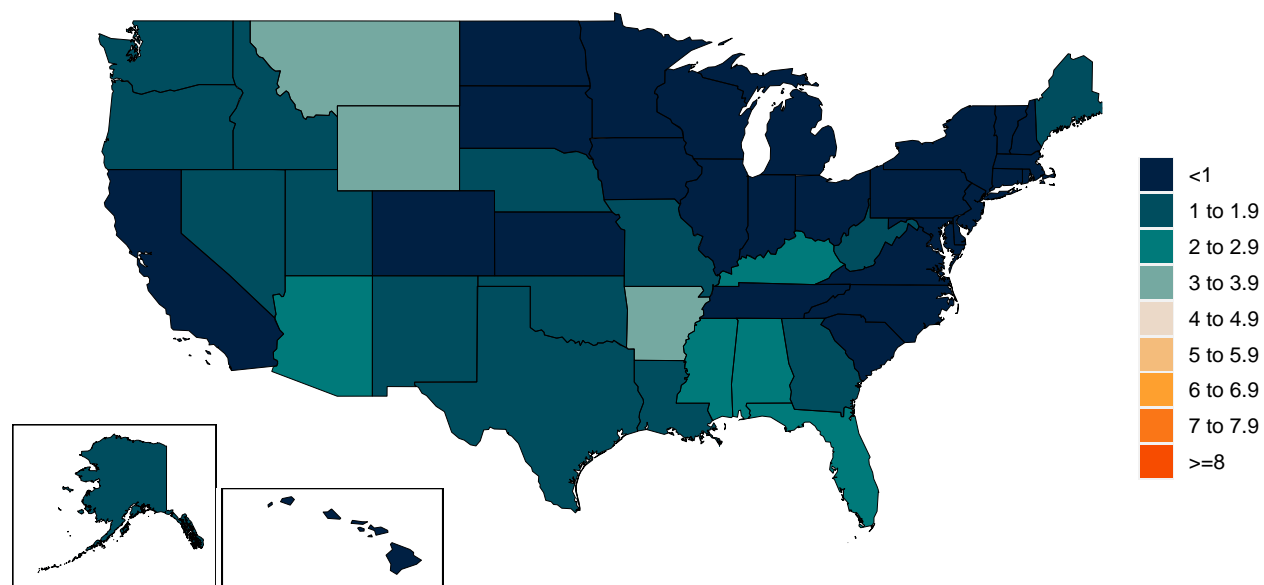 <1
1 to 1.9
2 to 2.9
3 to 3.9
4 to 4.9
5 to 5.9
6 to 6.9
7 to 7.9
>=8